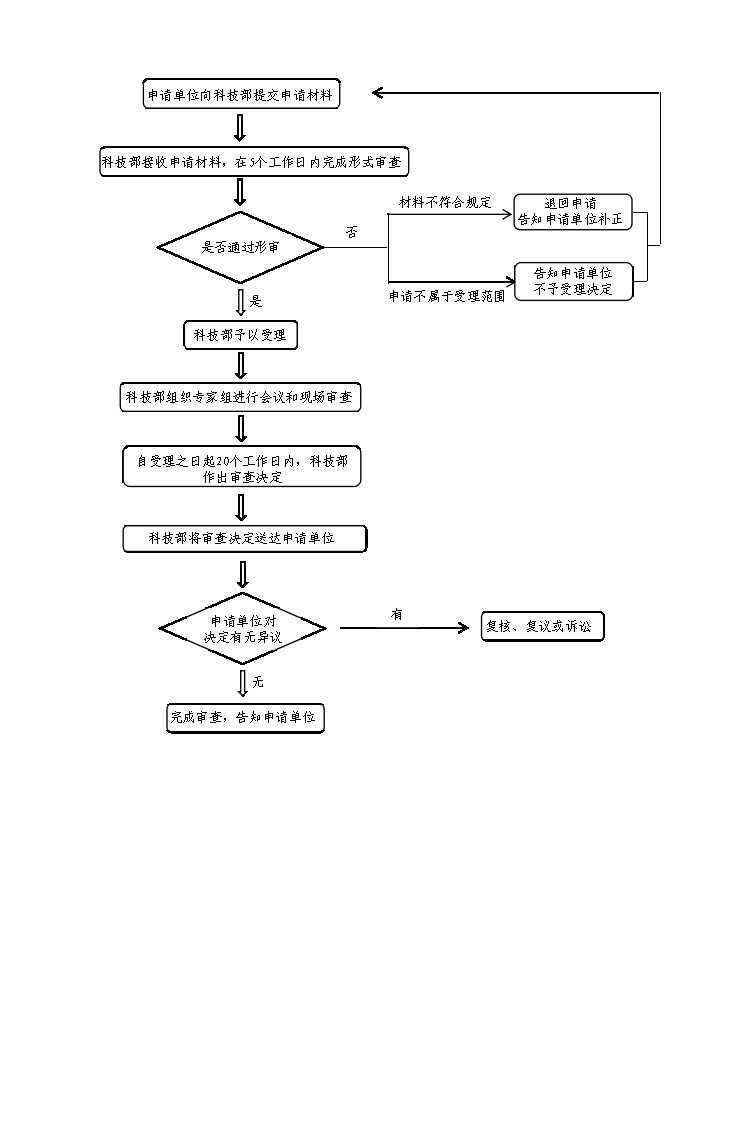 申请单位向科技部提交申请材料
科技部接收申请材料，在5个工作日内完成形式审查
材料不符合规定
退回申请
告知申请单位补正
否
是否通过形审
告知申请单位
不予受理决定
申请不属于受理范围
是
科技部予以受理
科技部组织专家组进行会议和现场审查
自受理之日起20个工作日内，科技部
作出审查决定
科技部将审查决定送达申请单位
申请单位对
决定有无异议
有
复核、复议或诉讼
无
完成审查，告知申请单位